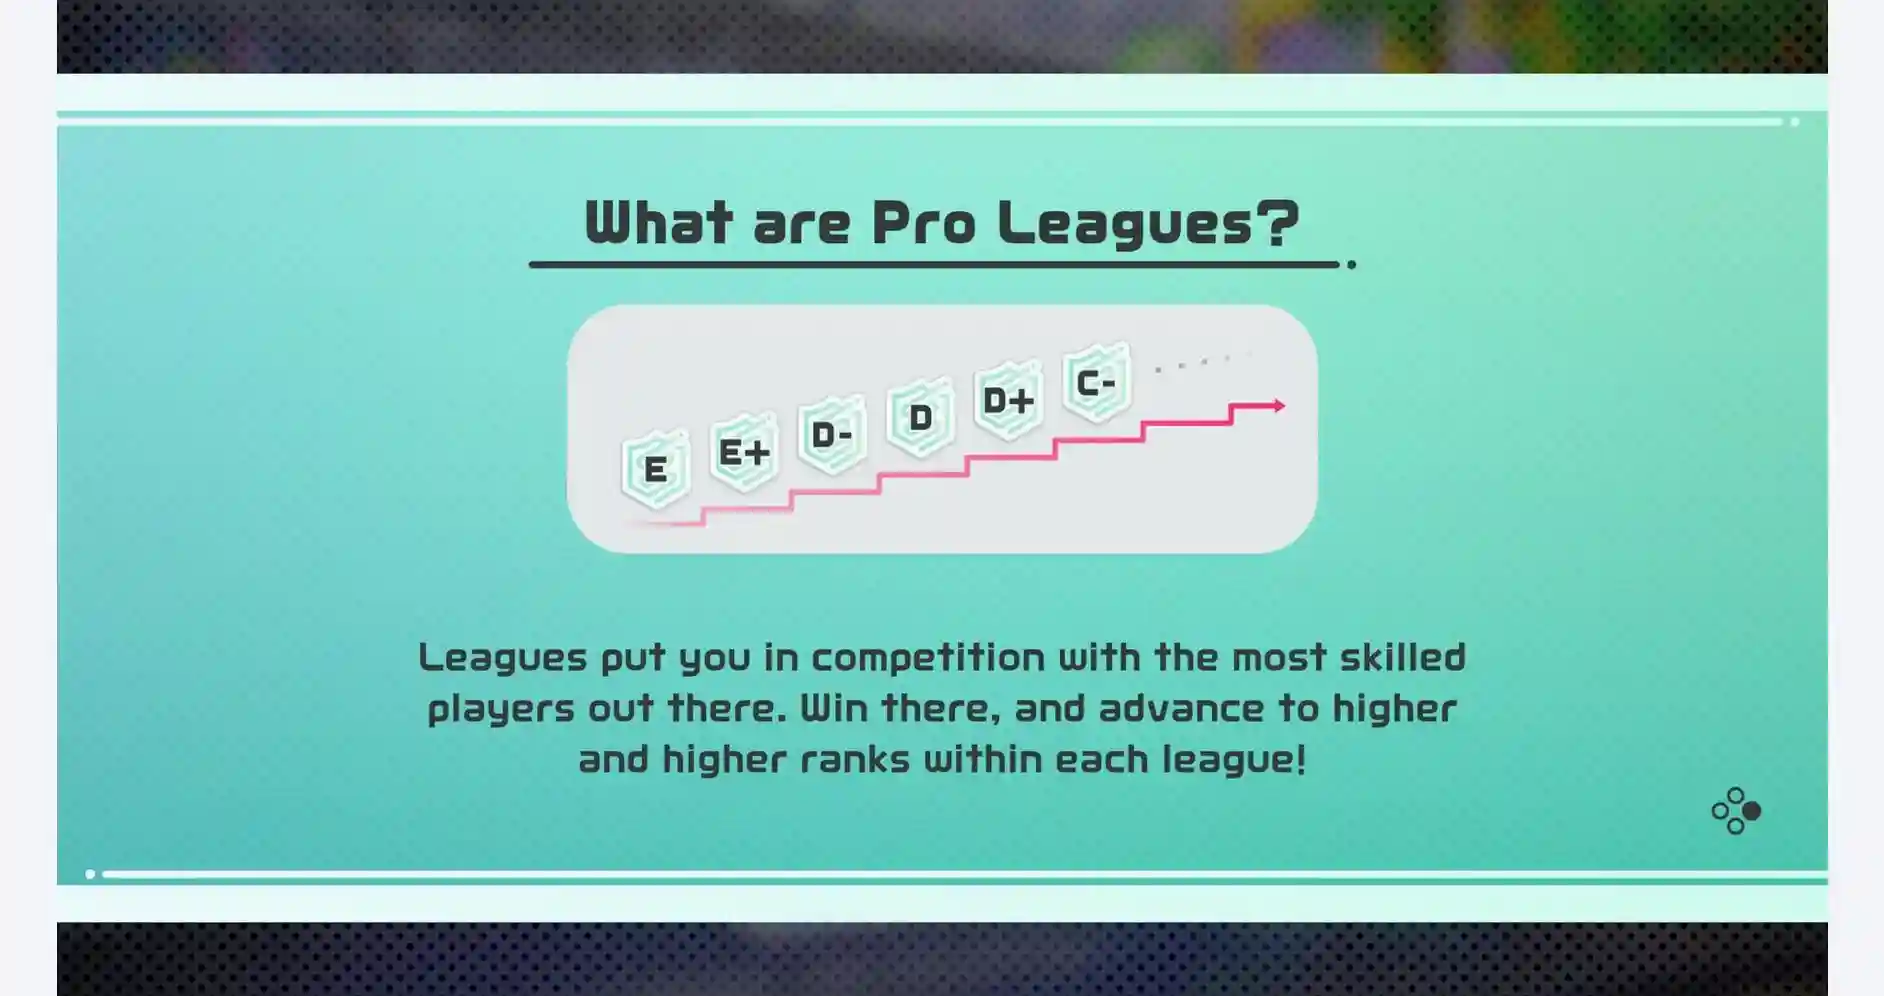 What are Pro Leagues?
E
E+
D-
D
D+
C-
Leagues put you in competition with the most skilled
players out there. Win there, and advance to higher
and higher ranks within each league!